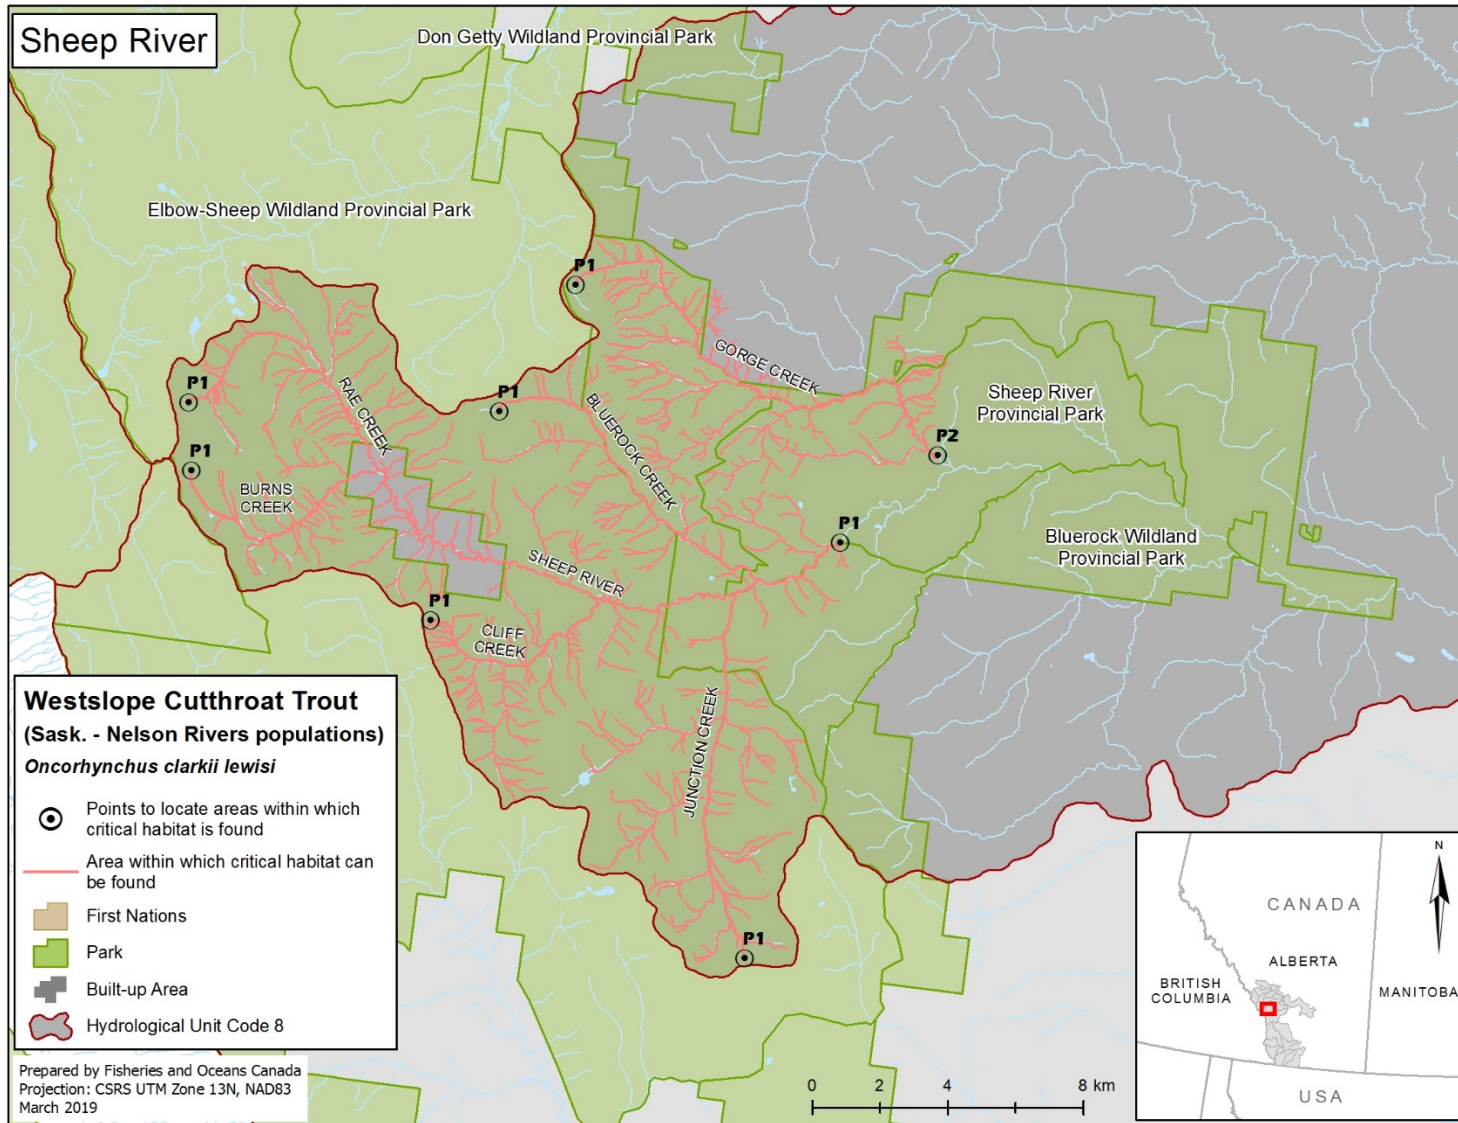 Sheep River
Don Getty Wildland Provincial Park
Elbow-Sheep Wildland Provincial Park
P1
GORGE CREEK
P1
RAE CREEK
P1
BLUEROCK CREEK
Sheep River
Provincial Park
P2
P1
BURNS
CREEK
P1
Bluerock Wildland
Provincial Park
SHEEP RIVER
P1
CLIFF
CREEK
JUNCTION CREEK
P1
Westslope Cutthroat Trout
(Sask. - Nelson Rivers populations)
Oncorhynchus clarkii lewisi
Points to locate areas within which
critical habitat is found
Area within which critical habitat can
be found
First Nations
Park
Built-up Area
Hydrological Unit Code 8
Prepared by Fisheries and Oceans Canada
Projection: CSRS UTM Zone 13N, NAD83
March 2019
0 2 4 8 km
N
CANADA
ALBERTA
BRITISH
COLUMBIA
MANITOBA
USA